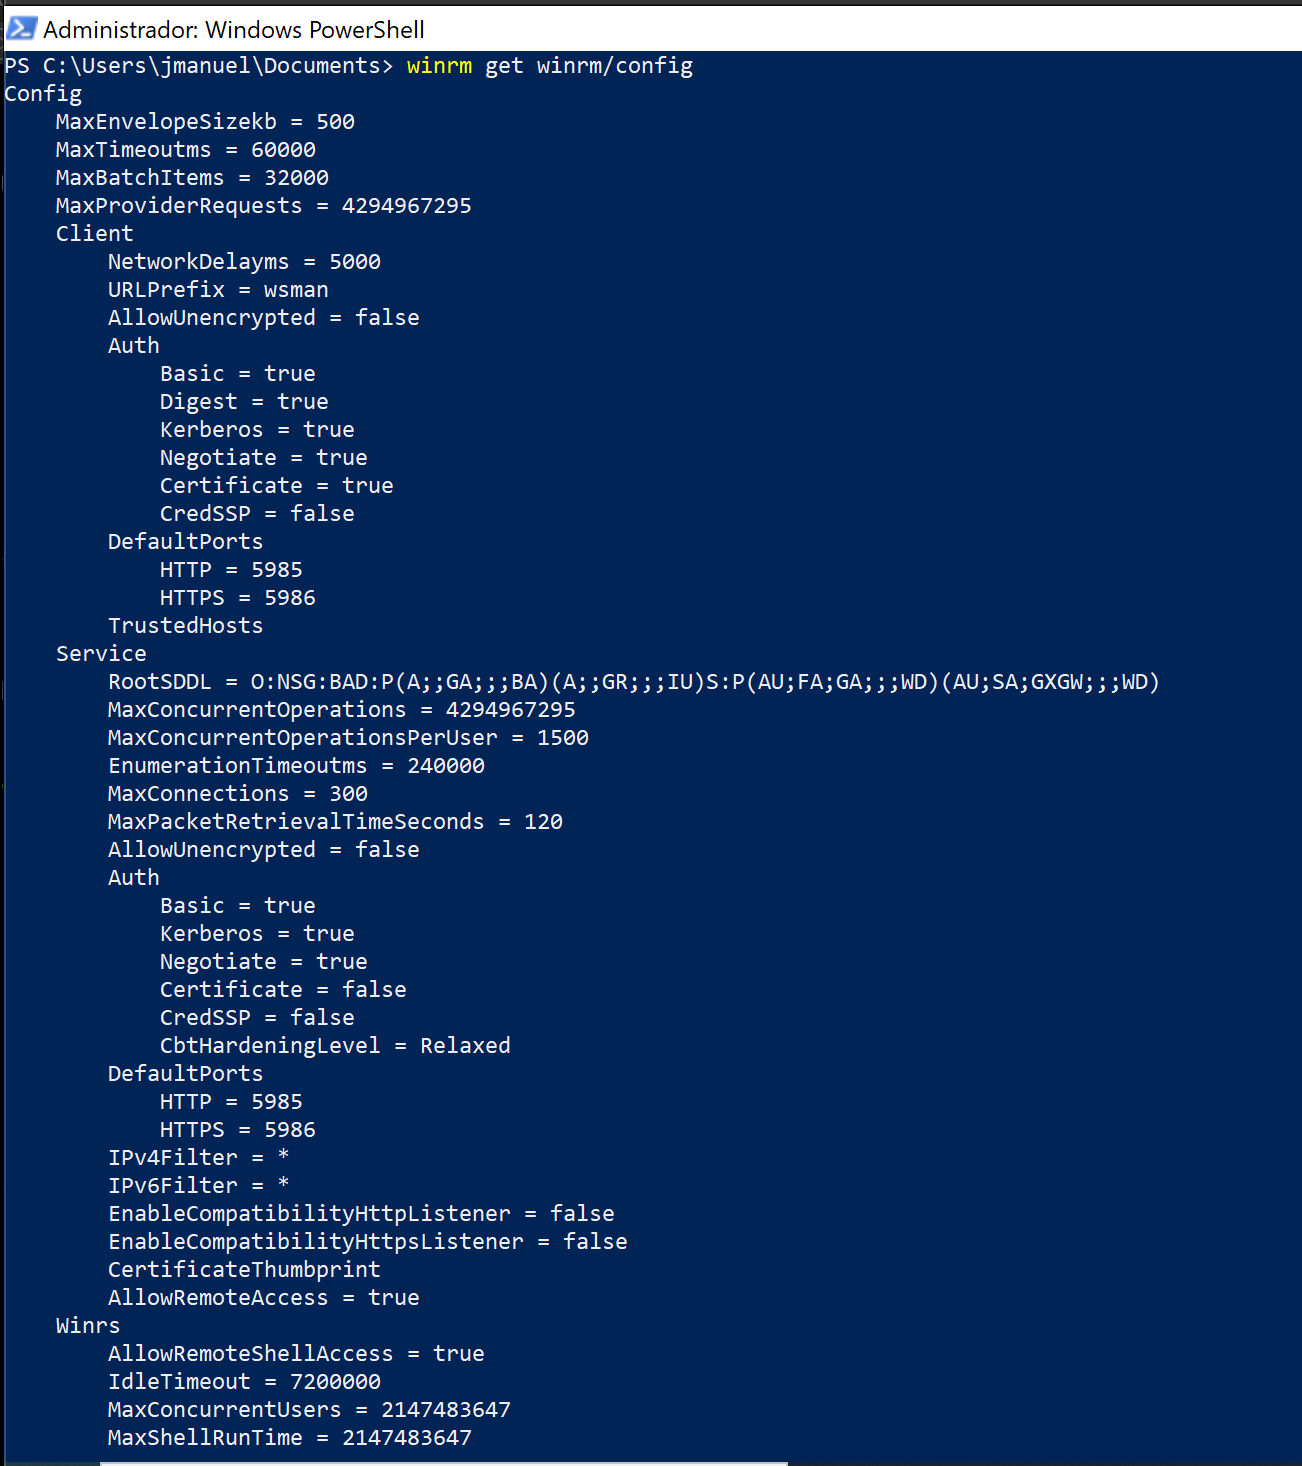 Administrador: Windows PowerShell
PS C:\Users\jmanuel\Documents> winrm get winrm/config
Config
    MaxEnvelopeSizekb = 500
    MaxTimeoutms = 60000
    MaxBatchItems = 32000
    MaxProviderRequests = 4294967295
    Client
        NetworkDelayms = 5000
        URLPrefix = wsman
        AllowUnencrypted = false
        Auth
            Basic = true
            Digest = true
            Kerberos = true
            Negotiate = true
            Certificate = true
            CredSSP = false
        DefaultPorts
            HTTP = 5985
            HTTPS = 5986
        TrustedHosts
    Service
        RootSDDL = O:NSG:BAD:P(A;;GA;;;BA)(A;;GR;;;IU)S:P(AU;FA;GA;;;WD)(AU;SA;GXGW;;;WD)
        MaxConcurrentOperations = 4294967295
        MaxConcurrentOperationsPerUser = 1500
        EnumerationTimeoutms = 240000
        MaxConnections = 300
        MaxPacketRetrievalTimeSeconds = 120
        AllowUnencrypted = false
        Auth
            Basic = true
            Kerberos = true
            Negotiate = true
            Certificate = false
            CredSSP = false
            CbtHardeningLevel = Relaxed
        DefaultPorts
            HTTP = 5985
            HTTPS = 5986
        IPv4Filter = *
        IPv6Filter = *
        EnableCompatibilityHttpListener = false
        EnableCompatibilityHttpsListener = false
        CertificateThumbprint
        AllowRemoteAccess = true
    Winrs
        AllowRemoteShellAccess = true
        IdleTimeout = 7200000
        MaxConcurrentUsers = 2147483647
        MaxShellRunTime = 2147483647